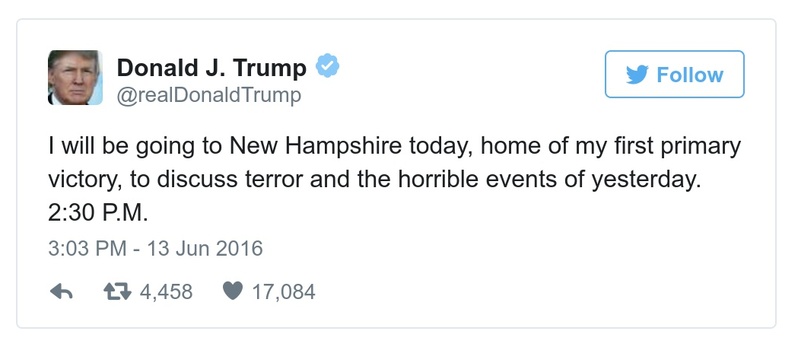 Donald J. Trump
@realDonaldTrump
Follow
I will be going to New Hampshire today, home of my first primary
victory, to discuss terror and the horrible events of yesterday.
2:30 P.M.
3:03 PM - 13 Jun 2016
4,458 17,084